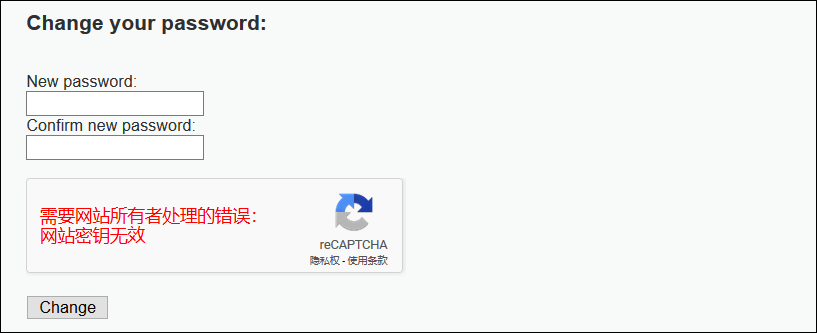 Change your password:
New password:
Confirm new password:
需要网站所有者处理的错误：
网站密钥无效
reCAPTCHA
隐私权 - 使用条款
Change